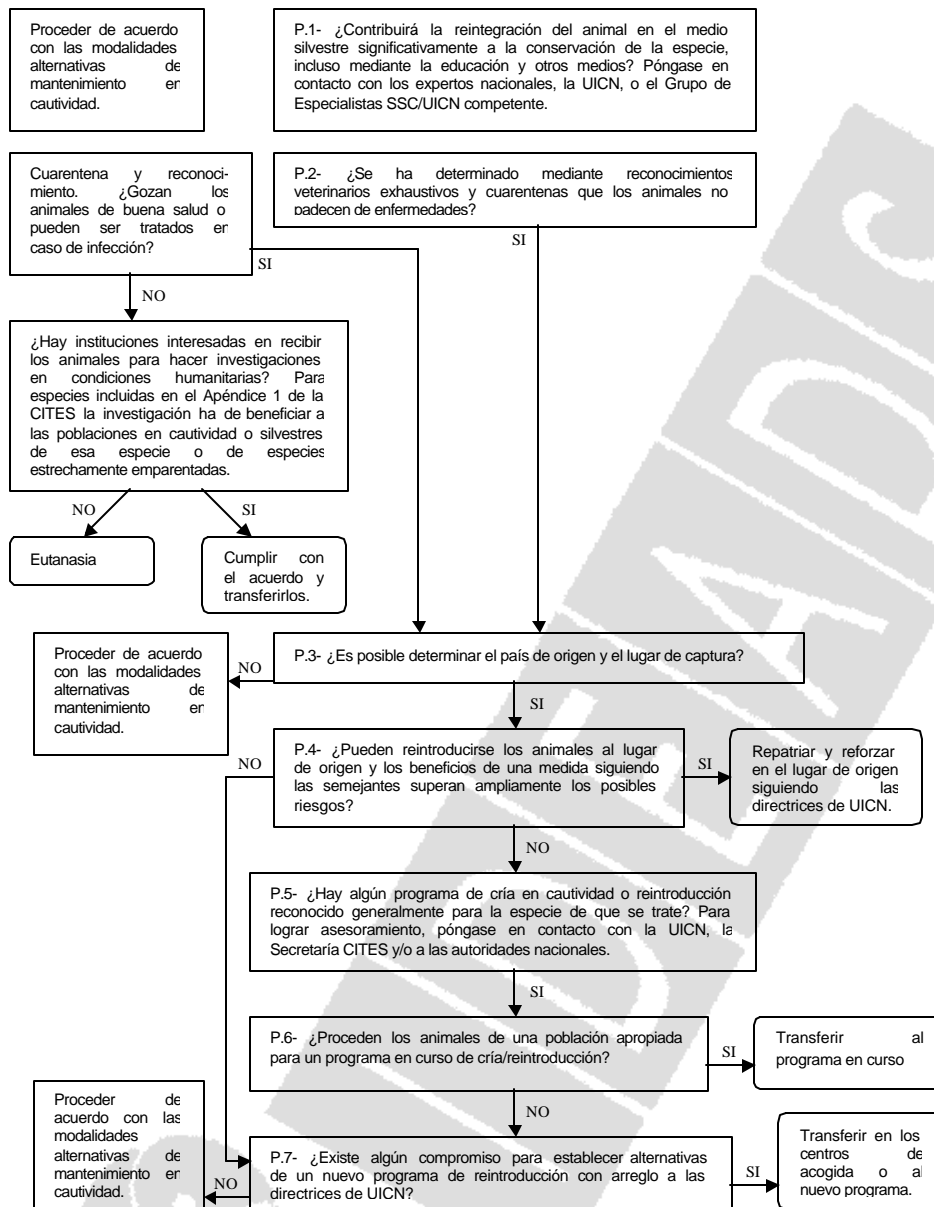 Proceder de acuerdo
con las modalidades
alternativas de
mantenimiento en
cautividad.
P.1- ¿Contribuirá la reintegración del animal en el medio
silvestre significativamente a la conservación de la especie,
incluso mediante la educación y otros medios? Póngase en
contacto con los expertos nacionales, la UICN, o el Grupo de
Especialistas SSC/UICN competente.
Cuarentena y reconoci-
miento. ¿Gozan los
animales de buena salud o
pueden ser tratados en
caso de infección?
P.2- ¿Se ha determinado mediante reconocimientos
veterinarios exhaustivos y cuarentenas que los animales no
padecen de enfermedades?
SI
SI
NO
¿Hay instituciones interesadas en recibir
los animales para hacer investigaciones
en condiciones humanitarias? Para
especies incluidas en el Apéndice 1 de la
CITES la investigación ha de beneficiar a
las poblaciones en cautividad o silvestres
de esa especie o de especies
estrechamente emparentadas.
NO
SI
Eutanasia
Cumplir con
el acuerdo y
transferirlos.
Proceder de acuerdo
con las modalidades
alternativas de
mantenimiento en
cautividad.
NO
P.3- ¿Es posible determinar el país de origen y el lugar de captura?
SI
NO
P.4- ¿Pueden reintroducirse los animales al lugar
de origen y los beneficios de una medida siguiendo
las semejantes superan ampliamente los posibles
riesgos?
SI
Repatriar y reforzar
en el lugar de origen
siguiendo las
directrices de UICN.
NO
P.5- ¿Hay algún programa de cría en cautividad o reintroducción
reconocido generalmente para la especie de que se trate? Para
lograr asesoramiento, póngase en contacto con la UICN, la
Secretaría CITES y/o a las autoridades nacionales.
SI
P.6- ¿Proceden los animales de una población apropiada
para un programa en curso de cría/reintroducción?
SI
Transferir al
programa en curso
NO
Proceder de
acuerdo con las
modalidades
alternativas de
mantenimiento en
cautividad.
NO
P.7- ¿Existe algún compromiso para establecer alternativas
de un nuevo programa de reintroducción con arreglo a las
directrices de UICN?
SI
Transferir en los
centros de
acogida o al
nuevo programa.